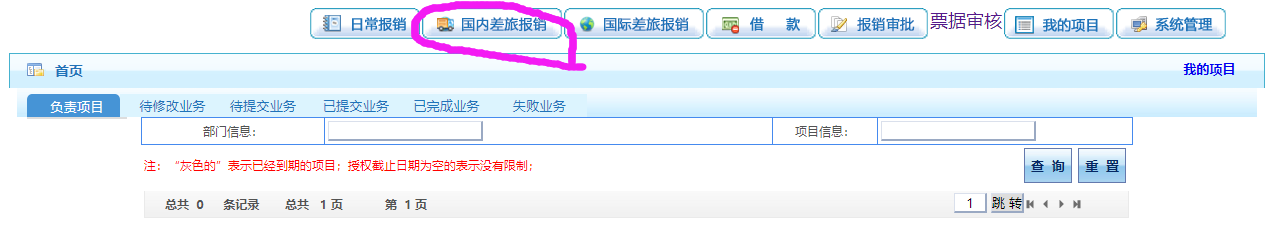 日常报销 国内差旅报销 国际差旅报销 借 款 报销审批 票据审核 我的项目 系统管理
首页 我的项目
负责项目 待修改业务 待提交业务 已提交业务 已完成业务 失败业务
部门信息: 项目信息:
注：“灰色的”表示已经到期的项目；授权截止日期为空的表示没有限制；
查 询 重 置
总共 0 条记录 总共 1 页 第 1 页 1 跳 转